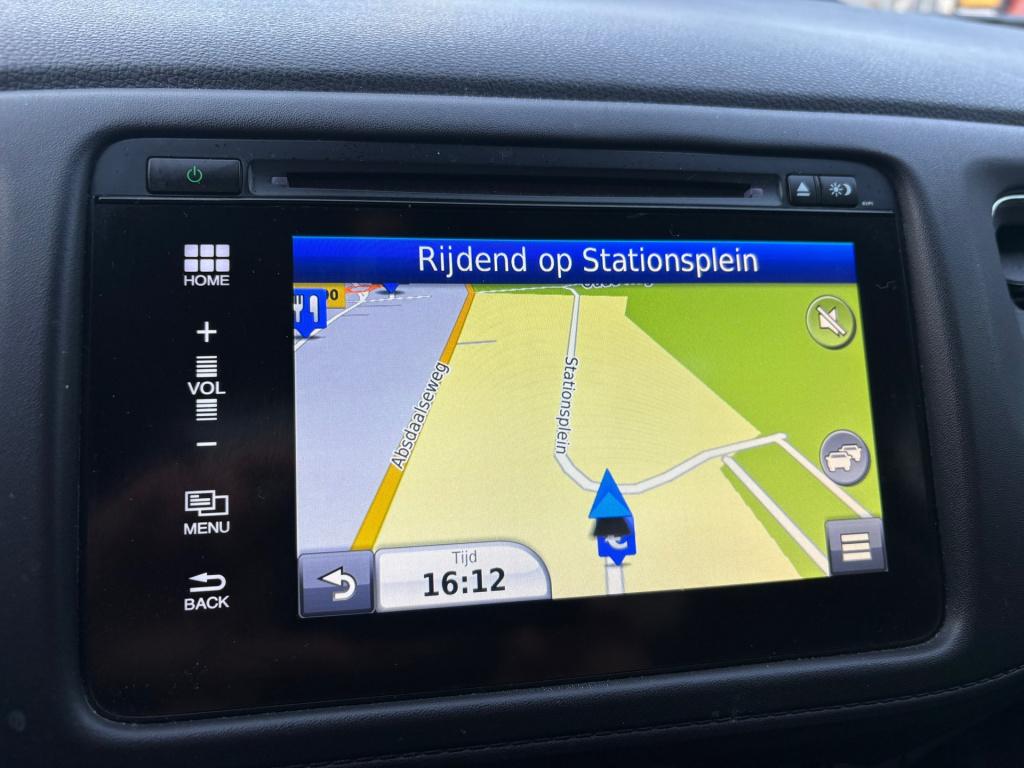 Rijdend op Stationsplein
HOME
+
VOL
−
MENU
BACK
Absdaalseweg
Stationsplein
Tijd
16:12